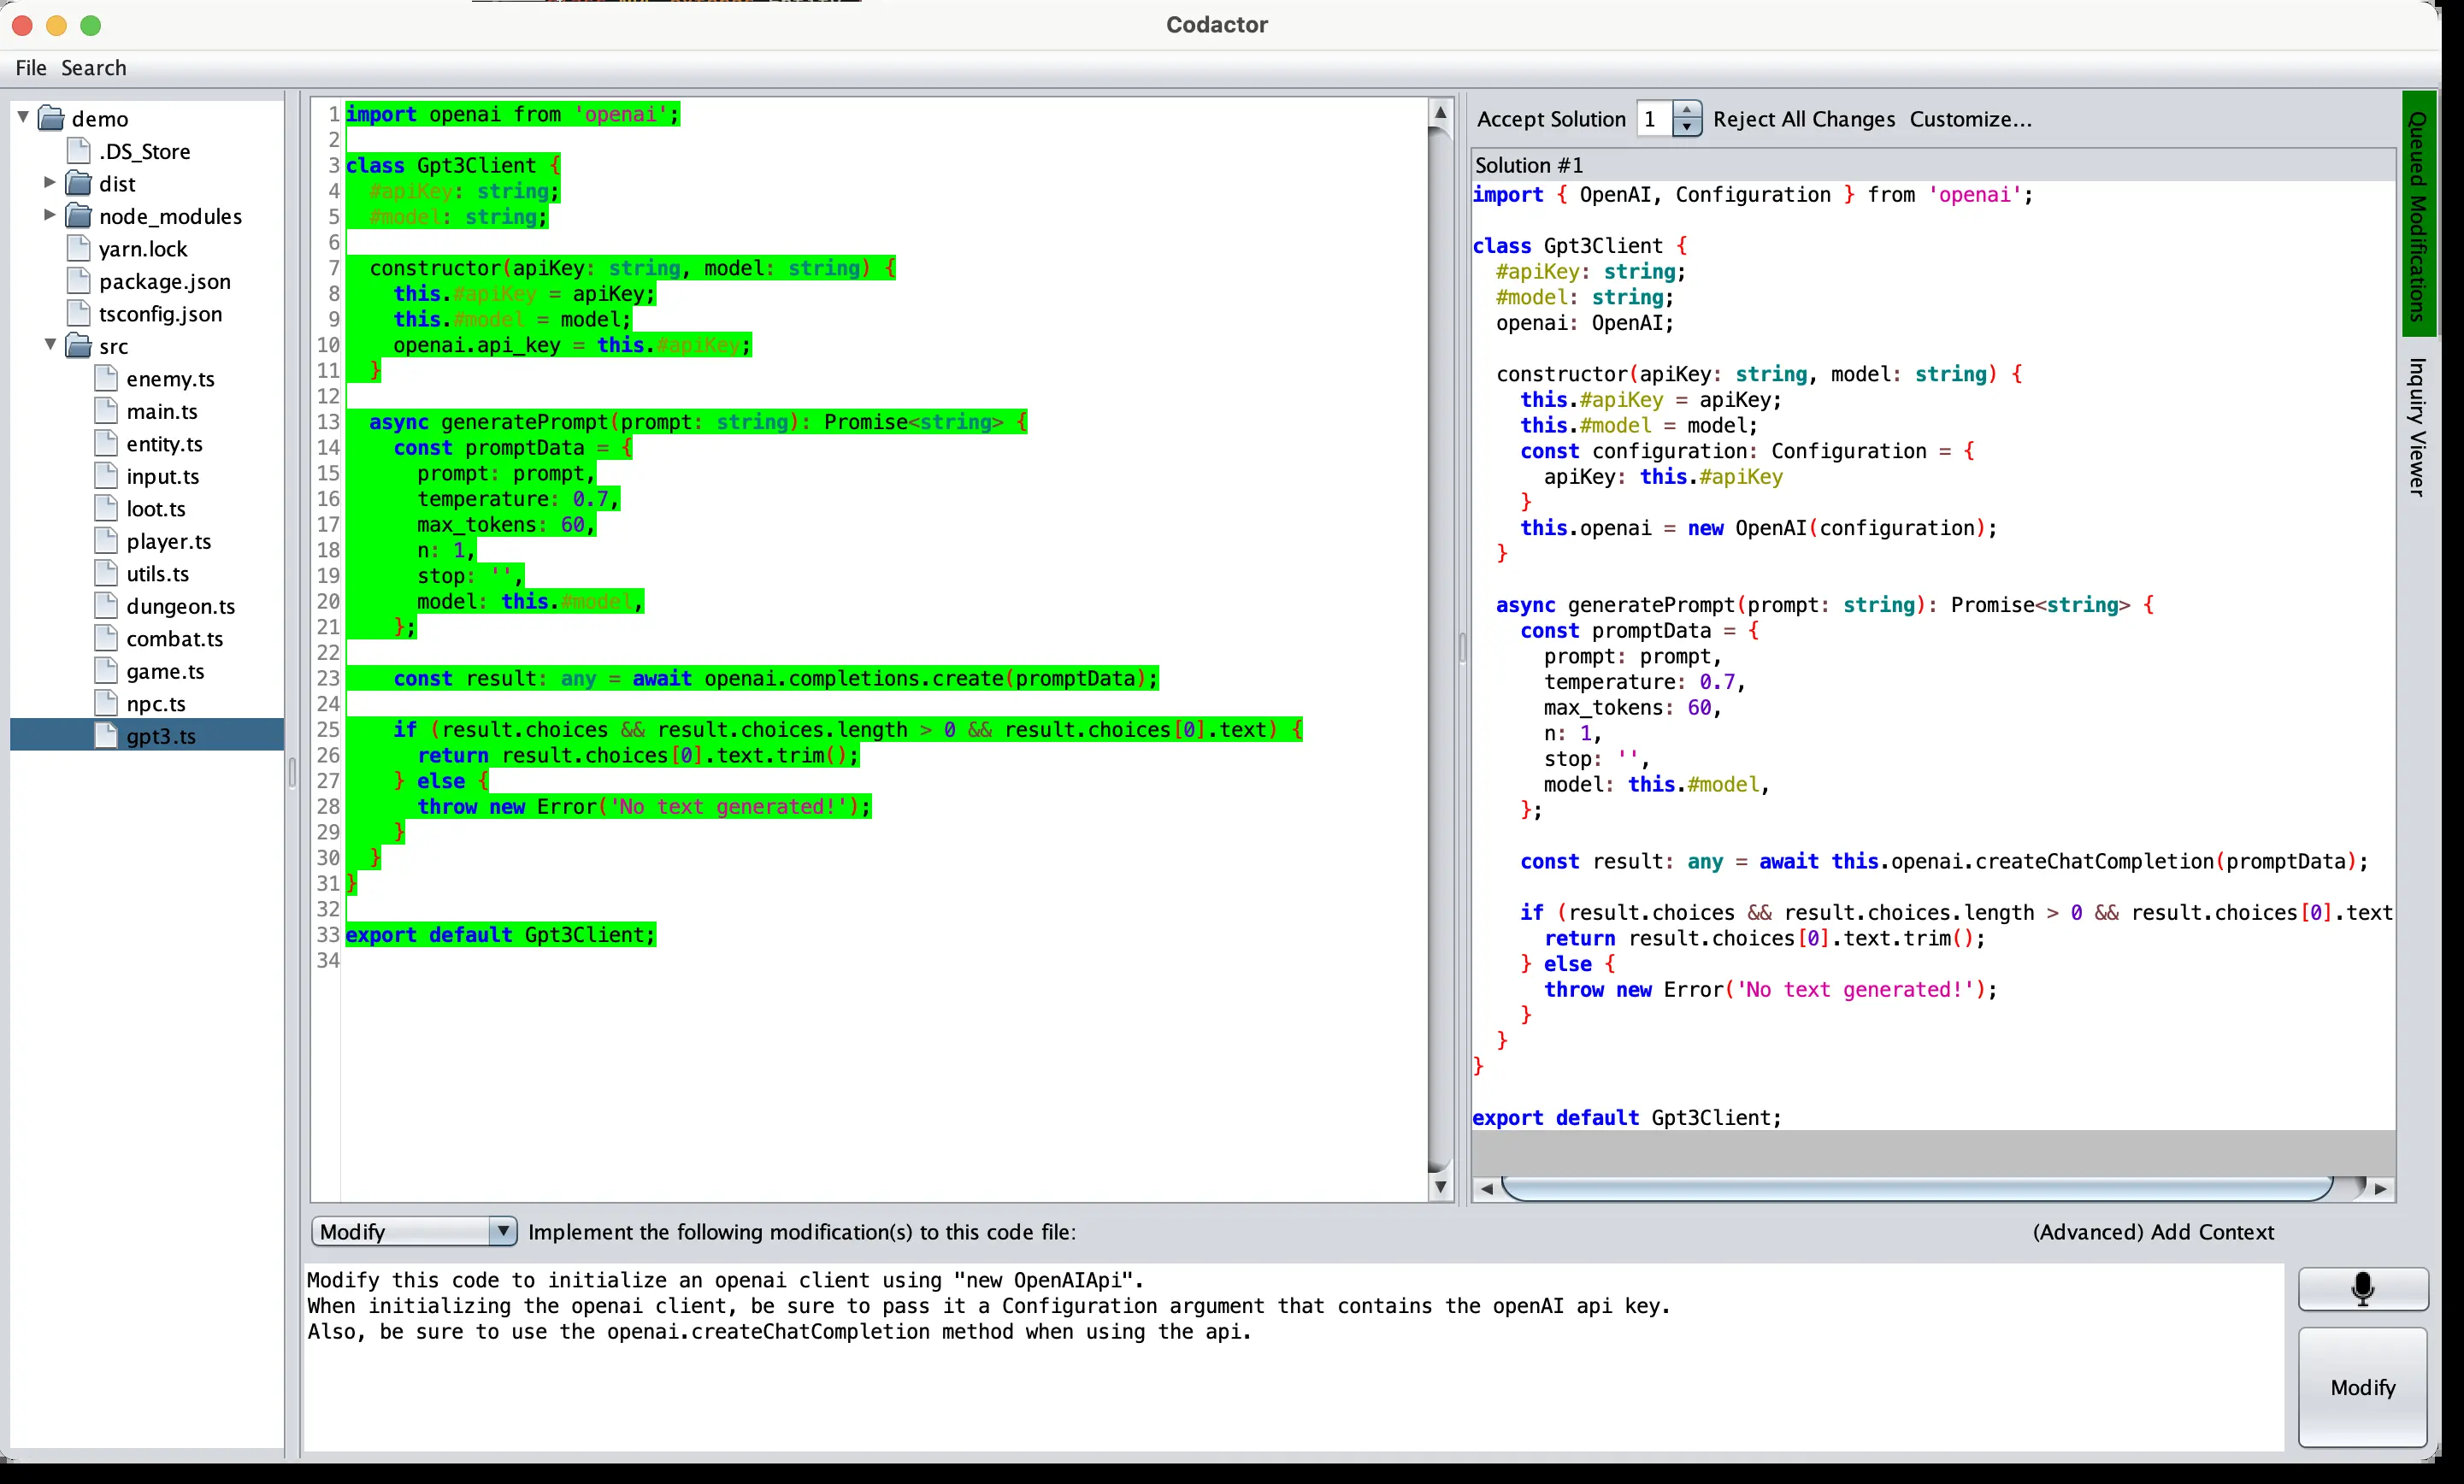 Codactor
File Search
demo
.DS_Store
dist
node_modules
yarn.lock
package.json
tsconfig.json
src
enemy.ts
main.ts
entity.ts
input.ts
loot.ts
player.ts
utils.ts
dungeon.ts
combat.ts
game.ts
npc.ts
gpt3.ts
1 import openai from 'openai';
2
3 class Gpt3Client {
4   #apiKey: string;
5   #model: string;
6
7   constructor(apiKey: string, model: string) {
8     this.#apiKey = apiKey;
9     this.#model = model;
10     openai.api_key = this.#apiKey;
11   }
12
13   async generatePrompt(prompt: string): Promise<string> {
14     const promptData = {
15       prompt: prompt,
16       temperature: 0.7,
17       max_tokens: 60,
18       n: 1,
19       stop: '',
20       model: this.#model,
21     };
22
23     const result: any = await openai.completions.create(promptData);
24
25     if (result.choices && result.choices.length > 0 && result.choices[0].text) {
26       return result.choices[0].text.trim();
27     } else {
28       throw new Error('No text generated!');
29     }
30   }
31 }
32
33 export default Gpt3Client;
34
Accept Solution 1 Reject All Changes Customize...
Solution #1
import { OpenAI, Configuration } from 'openai';
class Gpt3Client {
  #apiKey: string;
  #model: string;
  openai: OpenAI;
  constructor(apiKey: string, model: string) {
    this.#apiKey = apiKey;
    this.#model = model;
    const configuration: Configuration = {
      apiKey: this.#apiKey
    }
    this.openai = new OpenAI(configuration);
  }
  async generatePrompt(prompt: string): Promise<string> {
    const promptData = {
      prompt: prompt,
      temperature: 0.7,
      max_tokens: 60,
      n: 1,
      stop: '',
      model: this.#model,
    };
    const result: any = await this.openai.createChatCompletion(promptData);
    if (result.choices && result.choices.length > 0 && result.choices[0].text
      return result.choices[0].text.trim();
    } else {
      throw new Error('No text generated!');
    }
  }
}
export default Gpt3Client;
Queued Modifications
Inquiry Viewer
Modify Implement the following modification(s) to this code file:
(Advanced) Add Context
Modify this code to initialize an openai client using "new OpenAIApi".
When initializing the openai client, be sure to pass it a Configuration argument that contains the openAI api key.
Also, be sure to use the openai.createChatCompletion method when using the api.
Modify